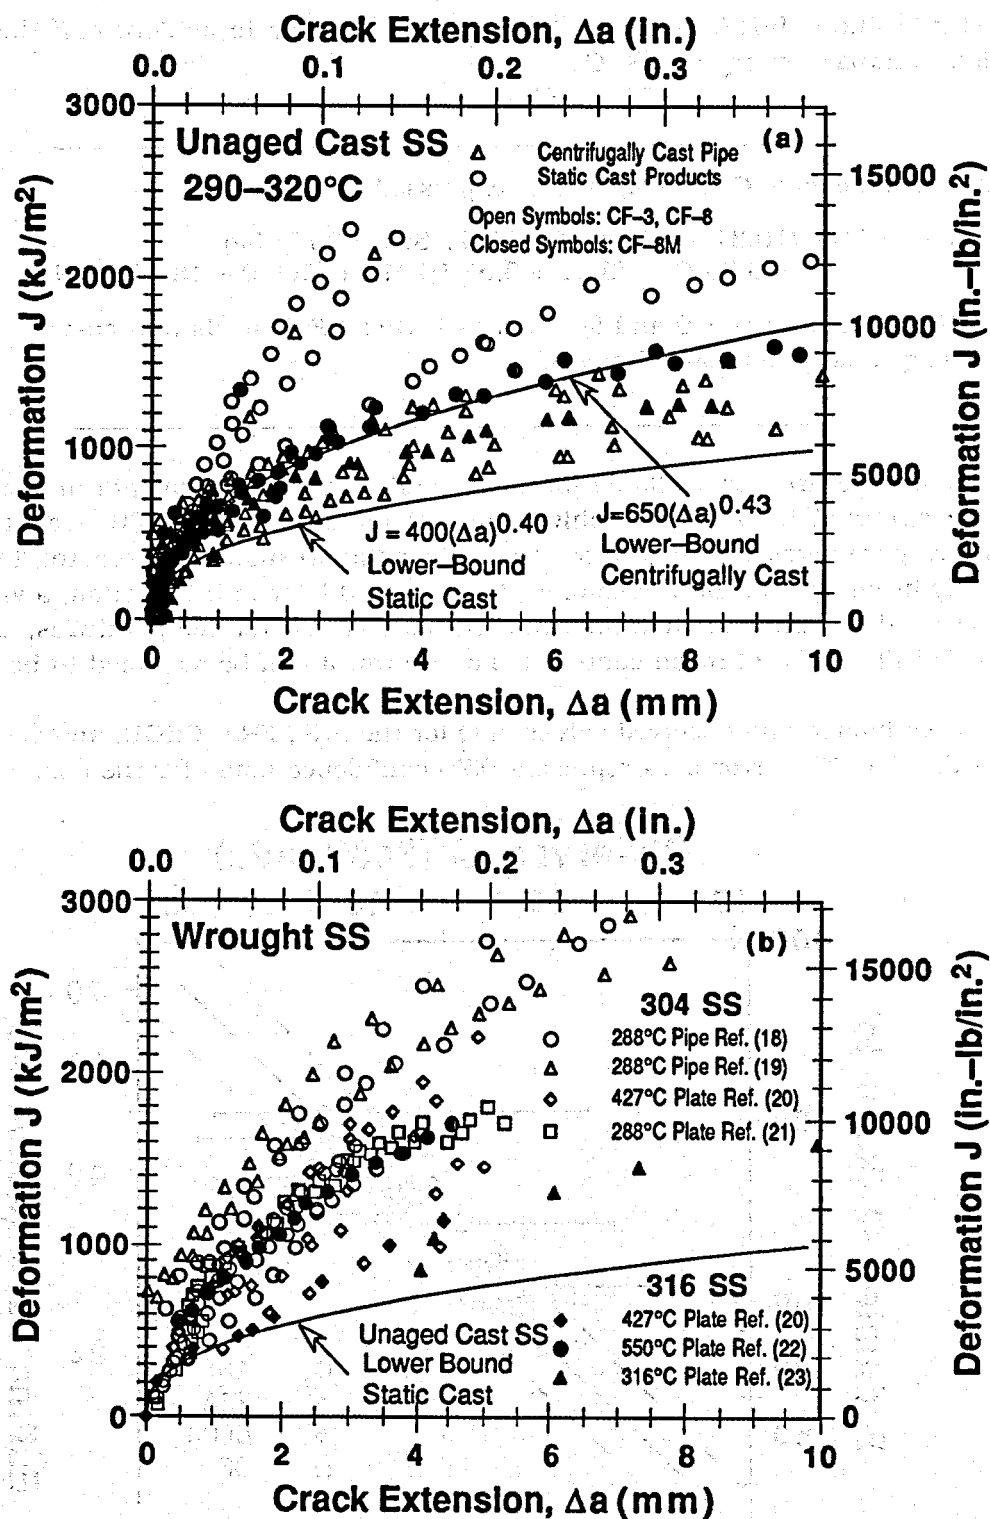 Crack Extension, Δa (in.)
0.0 0.1 0.2 0.3
3000
2000
1000
0
Deformation J (kJ/m²)
Unaged Cast SS
290–320°C
(a)
Δ Centrifugally Cast Pipe
O Static Cast Products
Open Symbols: CF–3, CF–8
Closed Symbols: CF–8M
J = 400(Δa)^0.40
Lower–Bound
Static Cast
J=650(Δa)^0.43
Lower–Bound
Centrifugally Cast
15000
10000
5000
0
Deformation J (in.–lb/in.²)
0 2 4 6 8 10
Crack Extension, Δa (mm)
Crack Extension, Δa (in.)
0.0 0.1 0.2 0.3
3000
2000
1000
0
Deformation J (kJ/m²)
Wrought SS
(b)
304 SS
288°C Pipe Ref. (18)
288°C Pipe Ref. (19)
427°C Plate Ref. (20)
288°C Plate Ref. (21)
316 SS
427°C Plate Ref. (20)
550°C Plate Ref. (22)
316°C Plate Ref. (23)
Unaged Cast SS
Lower Bound
Static Cast
15000
10000
5000
0
Deformation J (in.–lb/in.²)
0 2 4 6 8 10
Crack Extension, Δa (mm)